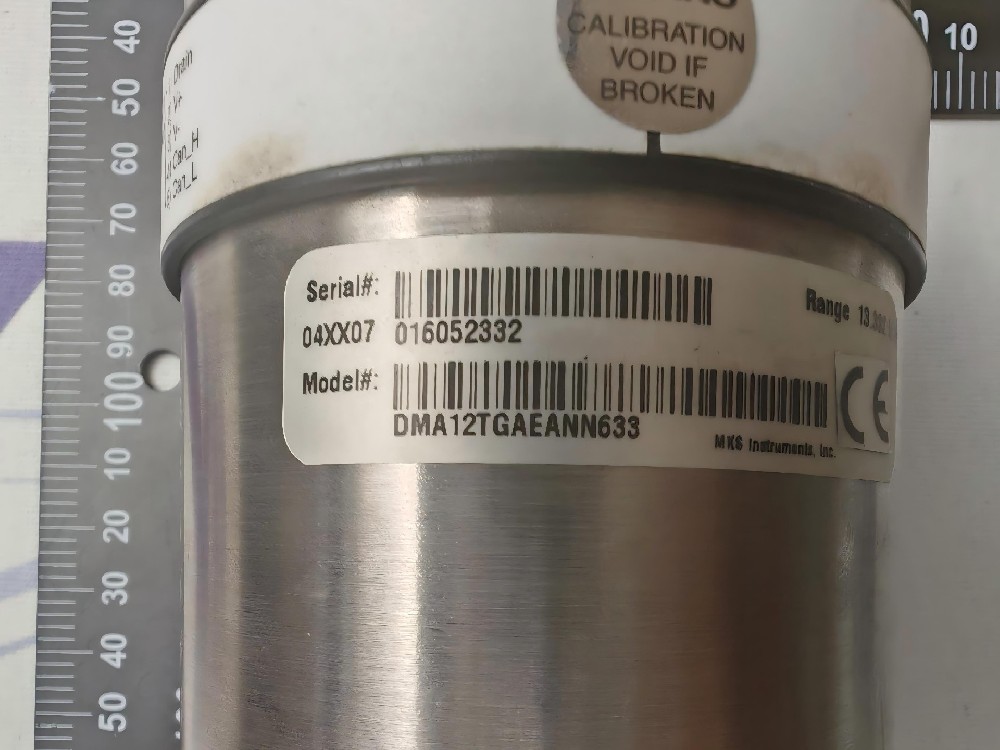 40
50
60
70
80
90
100
10
20
30
40
50
10
CALIBRATION
VOID IF
BROKEN
Drain
V+
V-
Can_H
Can_L
Serial#:
04XX07 016052332
Range
Model#:
DMA12TGAEANN633
MKS Instruments, Inc.
CE